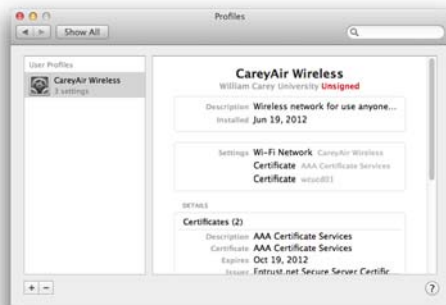 Profiles
Show All
User Profiles
CareyAir Wireless
3 settings
CareyAir Wireless
William Carey University Unsigned
Description Wireless network for use anyone...
Installed Jun 19, 2012
Settings Wi-Fi Network CareyAir Wireless
Certificate AAA Certificate Services
Certificate
DETAILS
Certificates (2)
Description AAA Certificate Services
Certificate AAA Certificate Services
Expires Oct 19, 2012
Issuer Entrust.net Secure Server Certific...
+ −
?